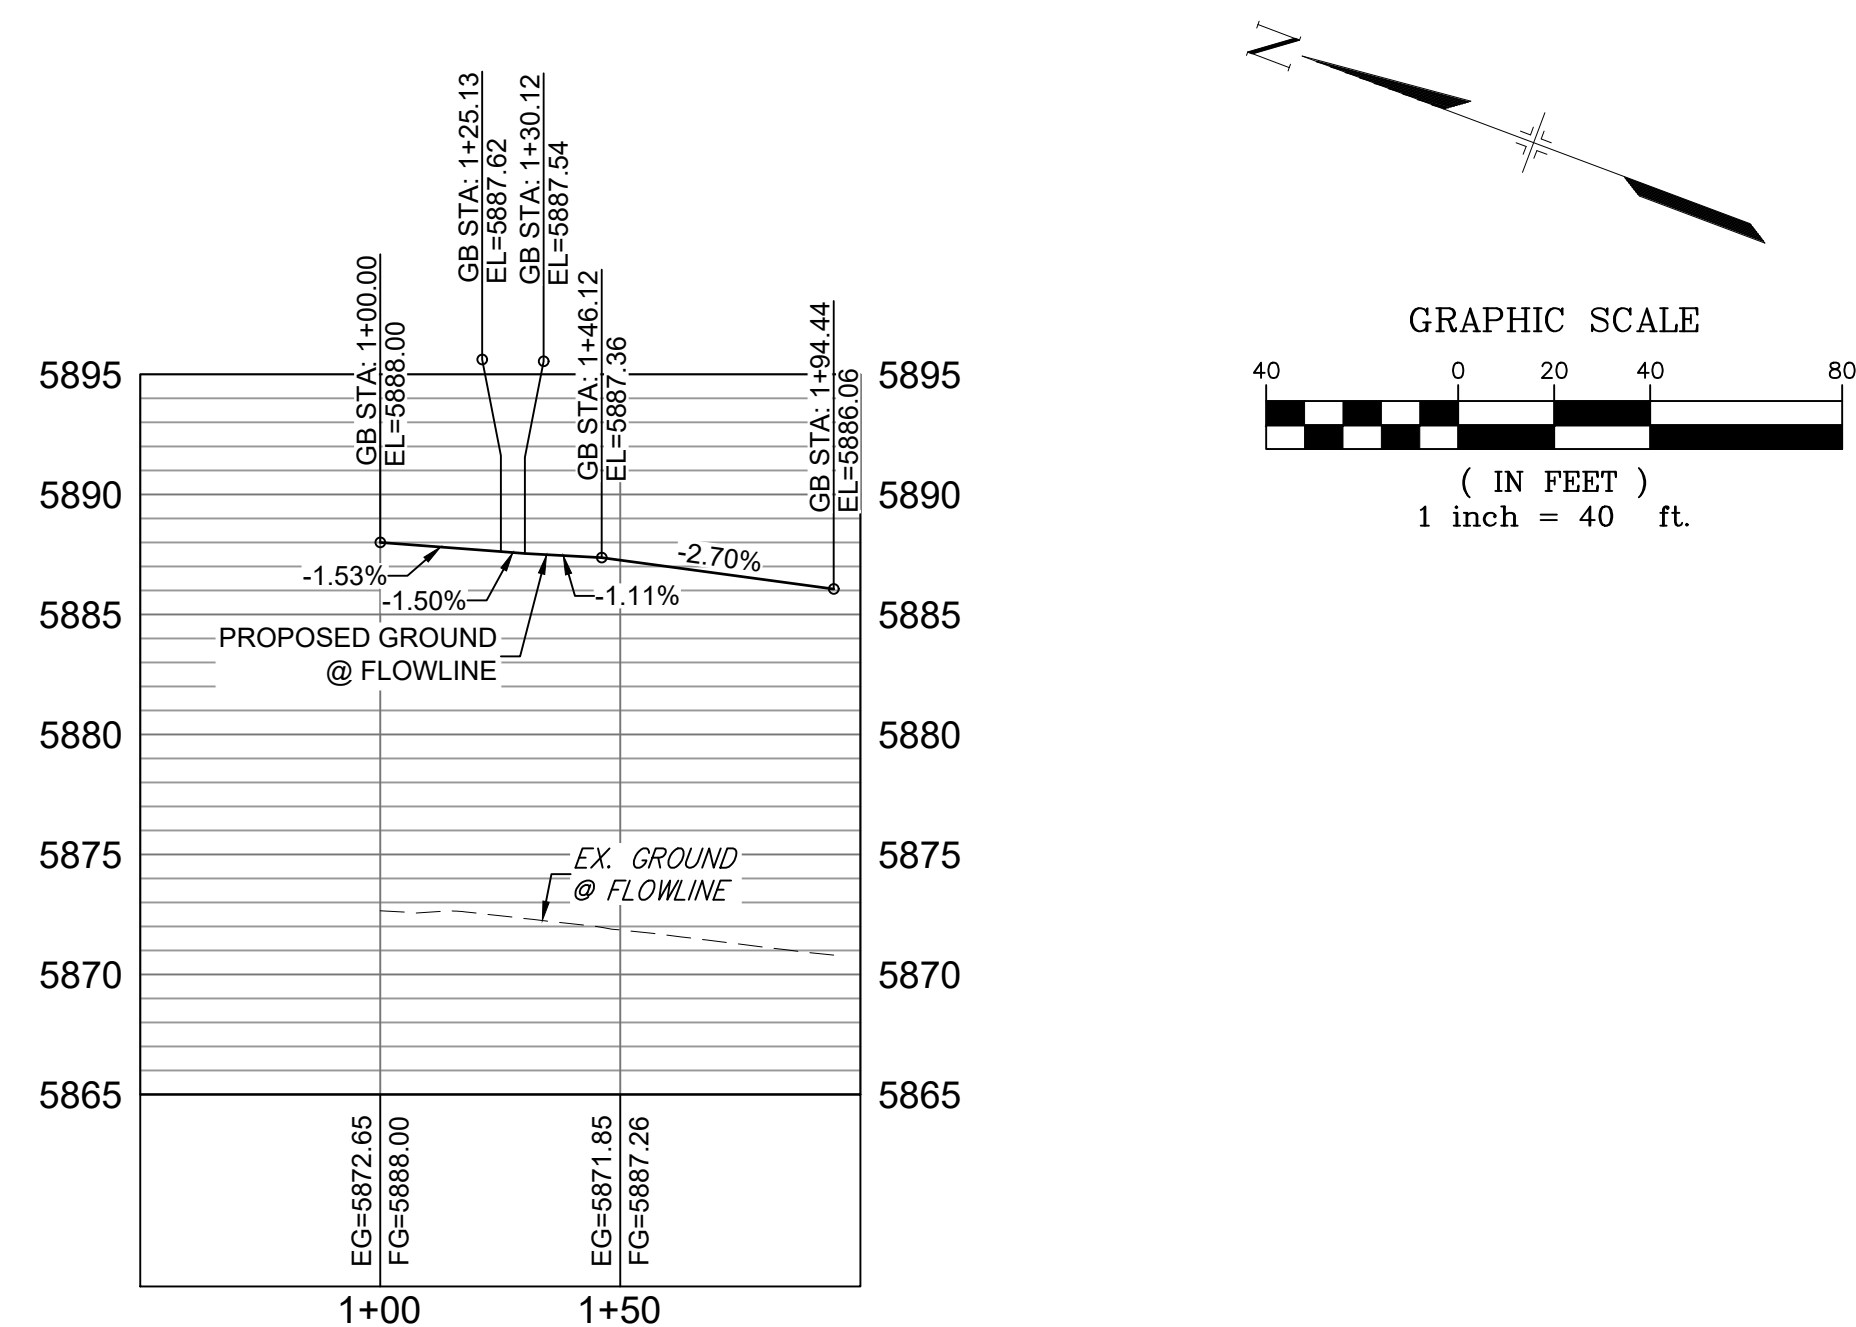 N
GB STA: 1+00.00
EL=5888.00
GB STA: 1+25.13
EL=5887.62
GB STA: 1+30.12
EL=5887.54
GB STA: 1+46.12
EL=5887.36
GB STA: 1+94.44
EL=5886.06
GRAPHIC SCALE
40 0 20 40 80
( IN FEET )
1 inch = 40 ft.
5895 5895
5890 5890
-1.53%
-1.50%
-1.11%
-2.70%
5885 5885
PROPOSED GROUND
@ FLOWLINE
5880 5880
5875 5875
EX. GROUND
@ FLOWLINE
5870 5870
5865 5865
EG=5872.65
FG=5888.00
EG=5871.85
FG=5887.26
1+00 1+50